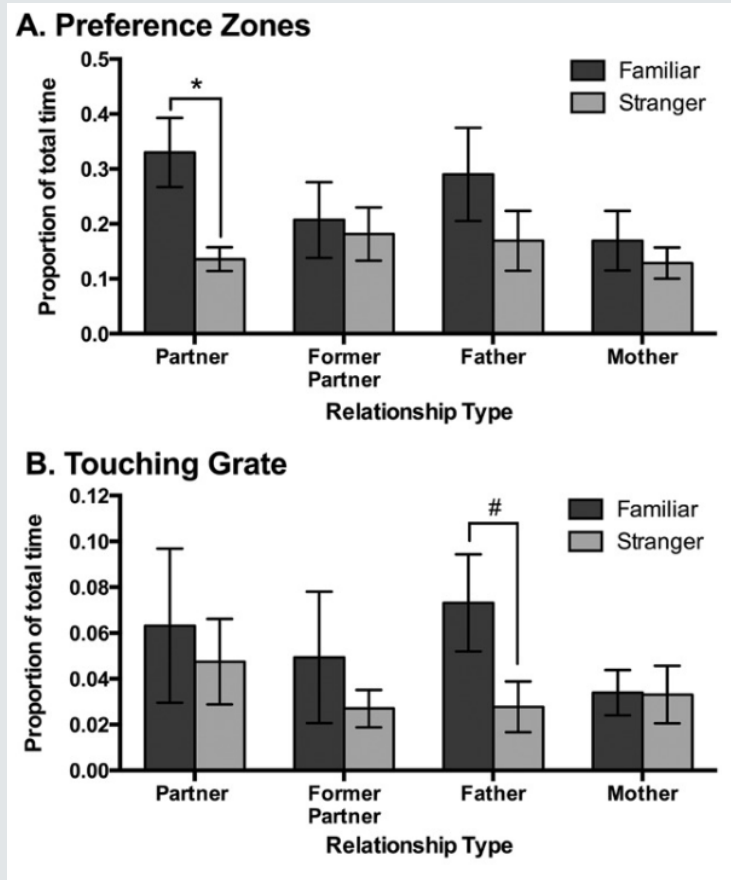 A. Preference Zones
Proportion of total time
0.5
0.4
0.3
0.2
0.1
0.0
*
Familiar
Stranger
Partner
Former
Partner
Father
Mother
Relationship Type
B. Touching Grate
Proportion of total time
0.12
0.10
0.08
0.06
0.04
0.02
0.00
#
Familiar
Stranger
Partner
Former
Partner
Father
Mother
Relationship Type